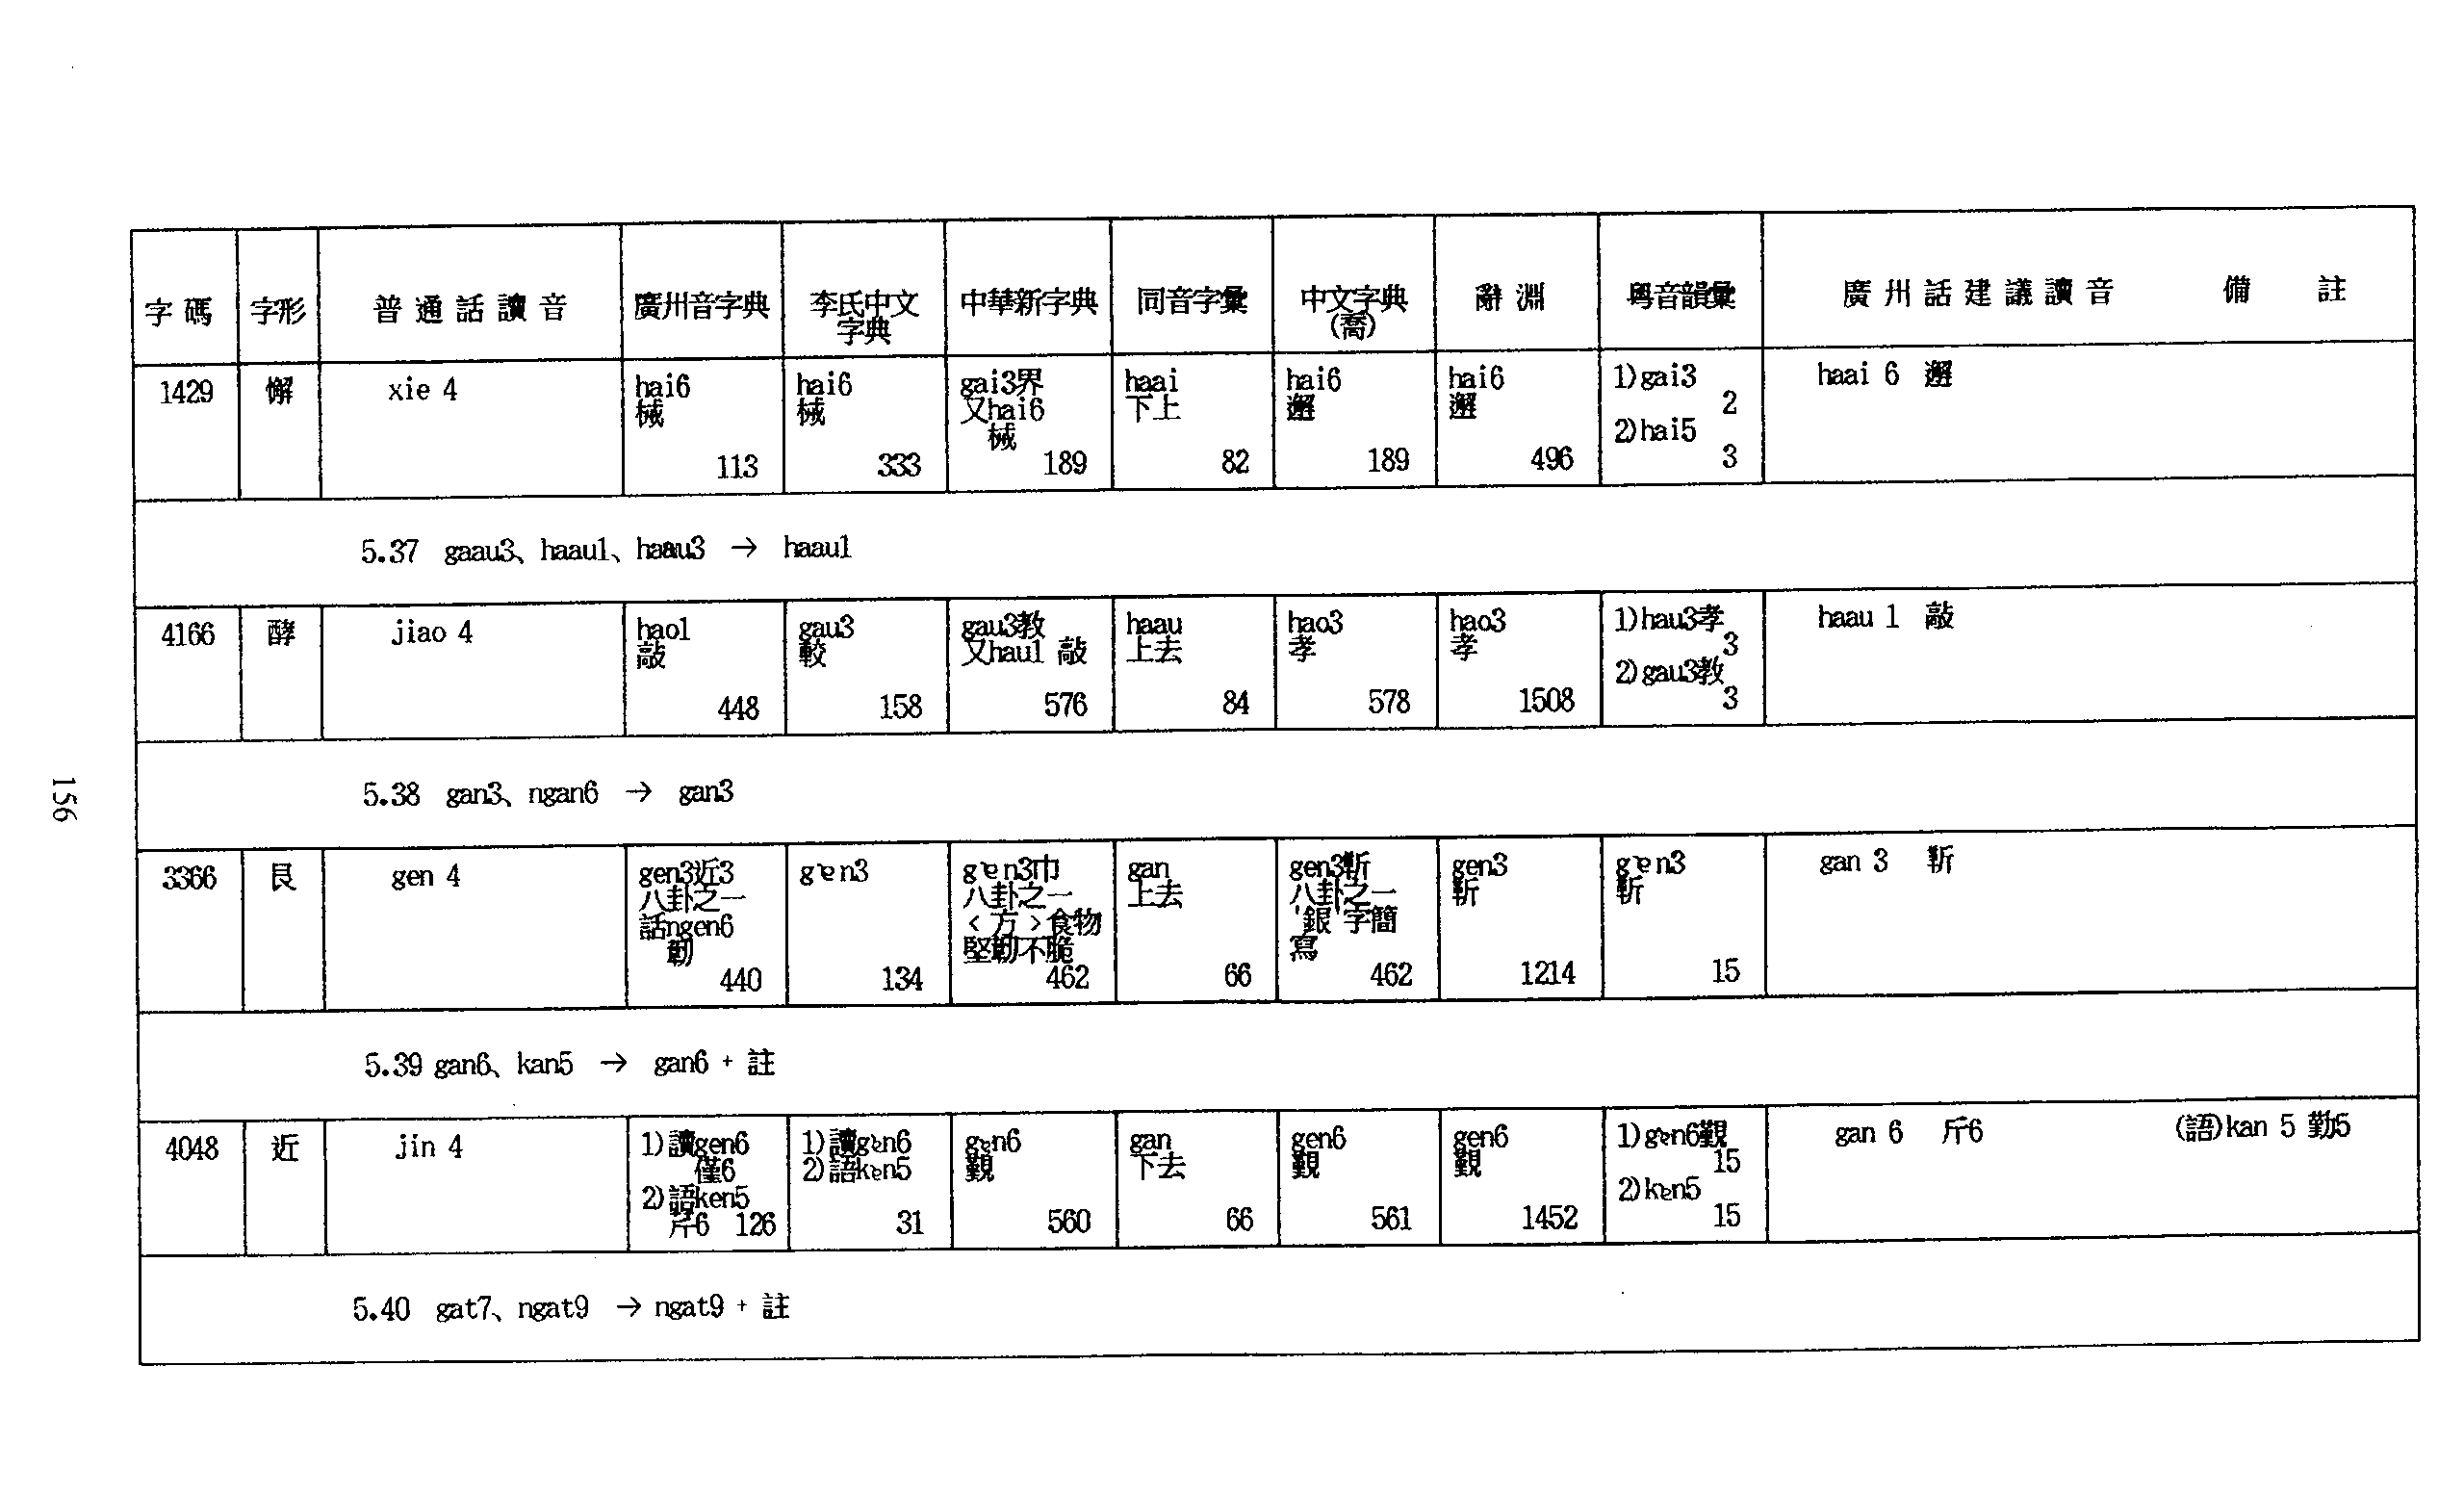 字碼 字形 普通話讀音 廣州音字典 李氏中文字典 中華新字典 同音字彙 中文字典(喬) 辭淵 粵音韻彙 廣州話建議讀音 備註
1429 懈 xie 4
hai6
械
113
hai6
械
333
gai3界
又hai6
械
189
haai
下上
82
hai6
邂
189
hai6
邂
496
1)gai3
2
2)hai5
3
haai 6 邂
5.37 gaau3、haau1、haau3 → haau1
4166 酵 jiao 4
hao1
敲
448
gau3
較
158
gau3教
又hau1 敲
576
haau
上去
84
hao3
孝
578
hao3
孝
1508
1)hau3孝
3
2)gau3教
3
haau 1 敲
5.38 gan3、ngan6 → gan3
3366 艮 gen 4
gen3近3
八卦之一
話ngen6
韌
440
gɐn3
134
gɐn3巾
八卦之一
<方>食物
堅韌不脆
462
gan
上去
66
gen3靳
八卦之一
'銀'字簡
寫
462
gen3
靳
1214
gɐn3
靳
15
gan 3 靳
5.39 gan6、kan5 → gan6 + 註
4048 近 jin 4
1)讀gen6
僅6
2)語ken5
斤6 126
1)讀gɐn6
2)語kɐn5
31
gɐn6
覲
560
gan
下去
66
gen6
覲
561
gen6
覲
1452
1)gɐn6覲
15
2)kɐn5
15
gan 6 斤6 (語)kan 5 勤5
5.40 gat7、ngat9 → ngat9 + 註
156